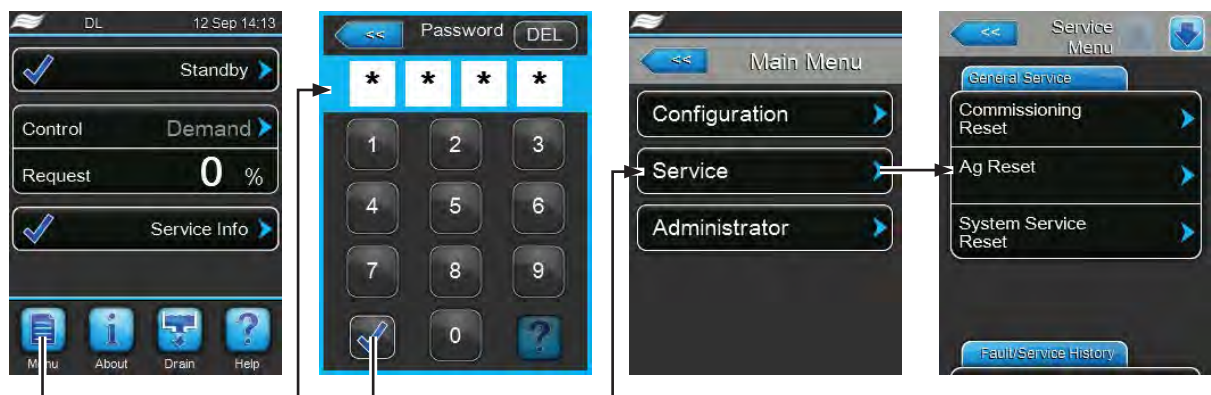 DL 12 Sep 14:13
Standby
Control Demand
Request 0 %
Service Info
Menu About Drain Help
<< Password DEL
* * * *
1 2 3
4 5 6
7 8 9
0 ?
<< Main Menu
Configuration
Service
Administrator
<< Service
Menu
General Service
Commissioning
Reset
Ag Reset
System Service
Reset
Fault/Service History